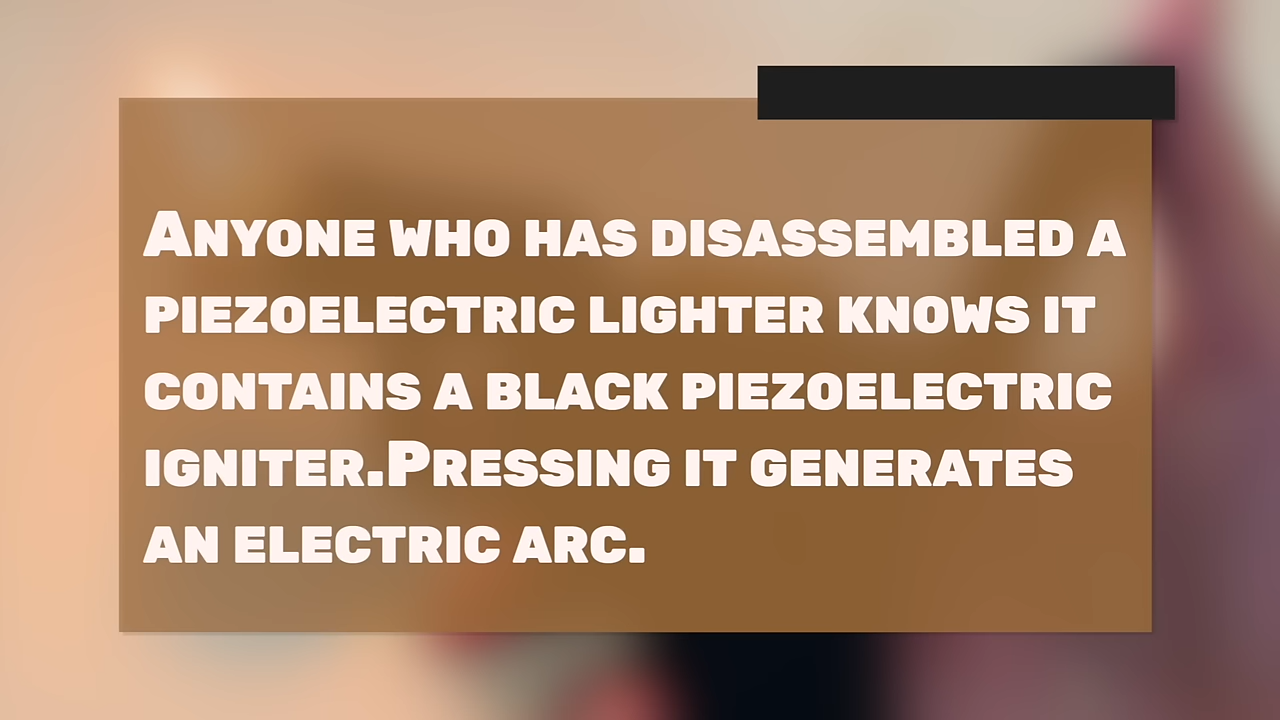 Anyone who has disassembled a
piezoelectric lighter knows it
contains a black piezoelectric
igniter.Pressing it generates
an electric arc.